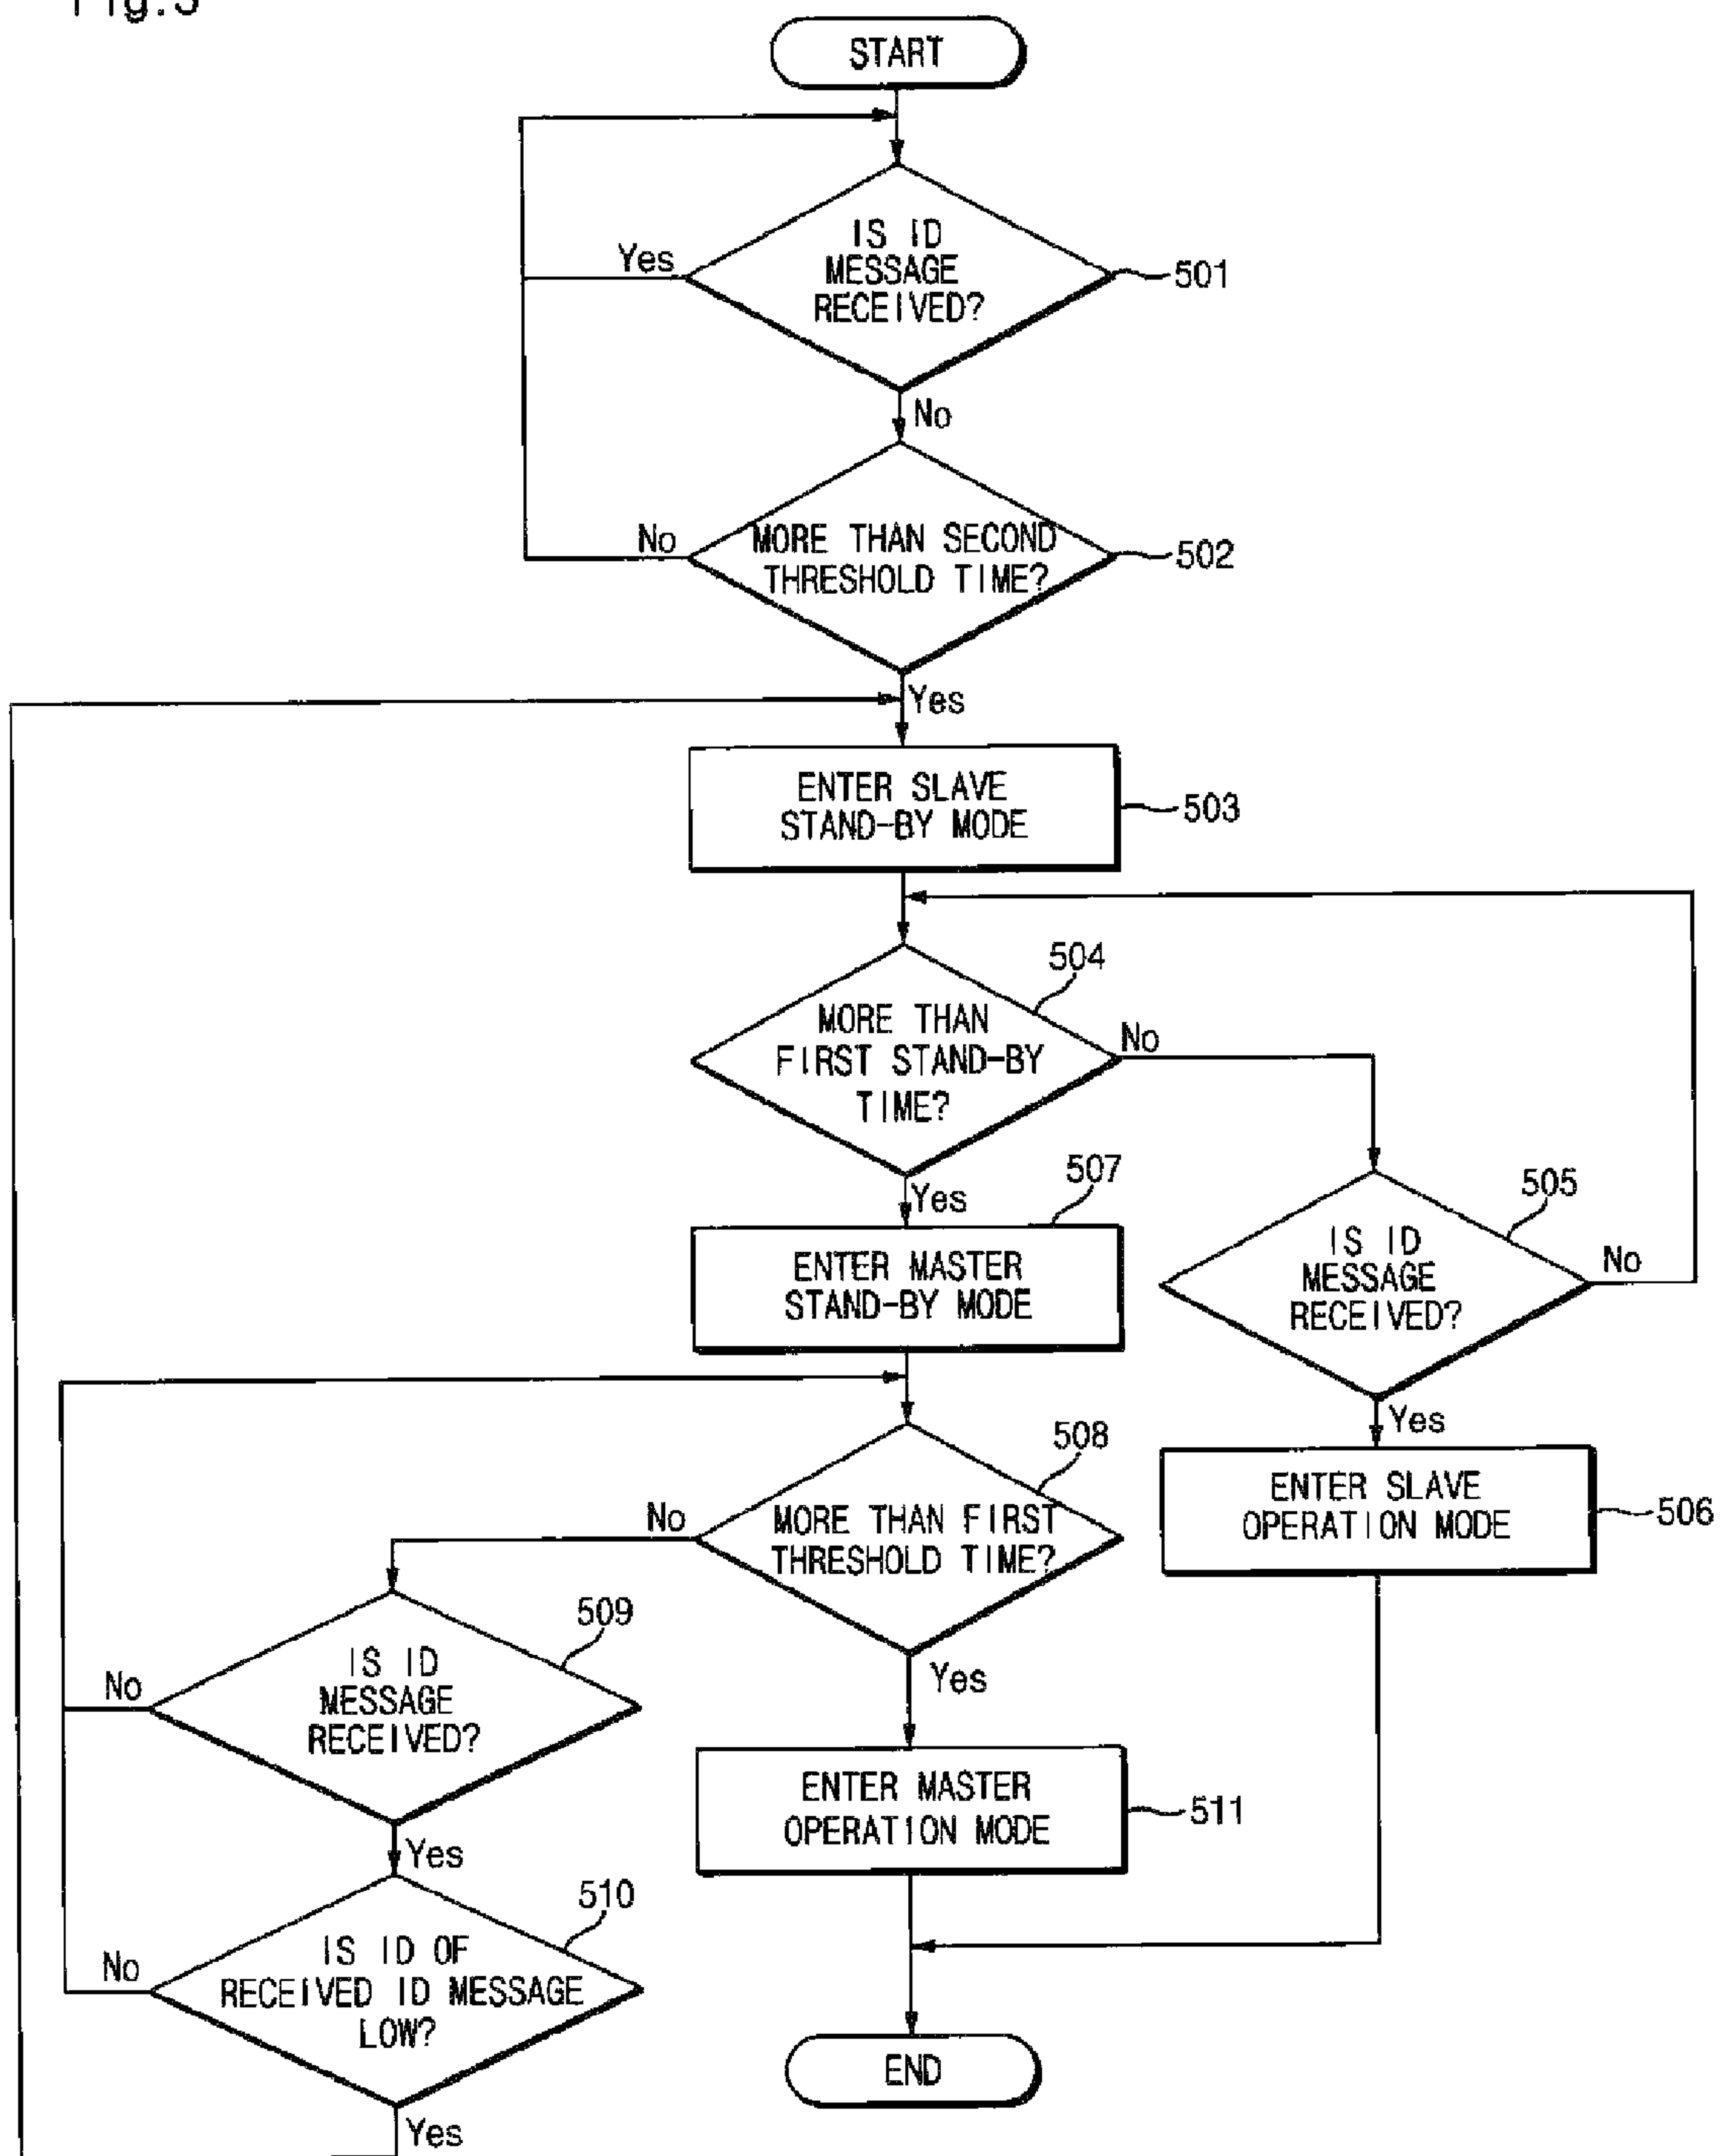 Fig.5
START
IS ID
MESSAGE
RECEIVED?
Yes
501
No
MORE THAN SECOND
THRESHOLD TIME?
No
502
Yes
ENTER SLAVE
STAND-BY MODE
503
504
MORE THAN
FIRST STAND-BY
TIME?
No
Yes
507
505
ENTER MASTER
STAND-BY MODE
IS ID
MESSAGE
RECEIVED?
No
Yes
508
MORE THAN FIRST
THRESHOLD TIME?
No
ENTER SLAVE
OPERATION MODE
506
509
IS ID
MESSAGE
RECEIVED?
No
Yes
Yes
ENTER MASTER
OPERATION MODE
511
510
IS ID OF
RECEIVED ID MESSAGE
LOW?
No
Yes
END